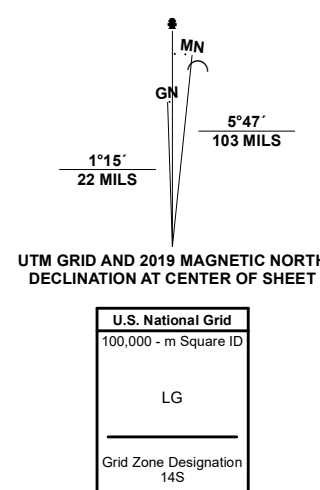 MN
GN
5°47´
103 MILS
1°15´
22 MILS
UTM GRID AND 2019 MAGNETIC NORTH
DECLINATION AT CENTER OF SHEET
U.S. National Grid
100,000 - m Square ID
LG
Grid Zone Designation
14S